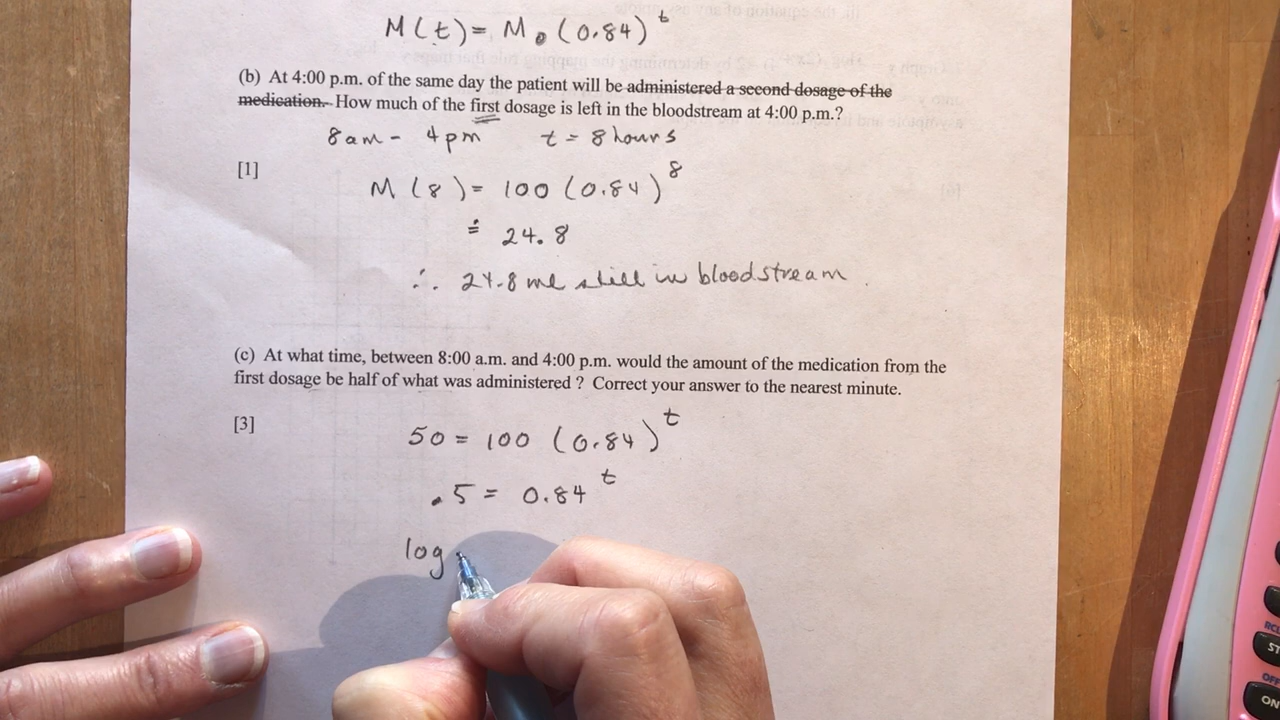 M(t) = M₀ (0.84)ᵗ
(b) At 4:00 p.m. of the same day the patient will be administered a second dosage of the
medication. How much of the first dosage is left in the bloodstream at 4:00 p.m.?
8am - 4pm t = 8 hours
[1]
M (8) = 100 (0.84)⁸
≐ 24.8
∴ 24.8 ml still in bloodstream
(c) At what time, between 8:00 a.m. and 4:00 p.m. would the amount of the medication from the
first dosage be half of what was administered ? Correct your answer to the nearest minute.
[3]
50 = 100 (0.84)ᵗ
.5 = 0.84ᵗ
log
ST
ON